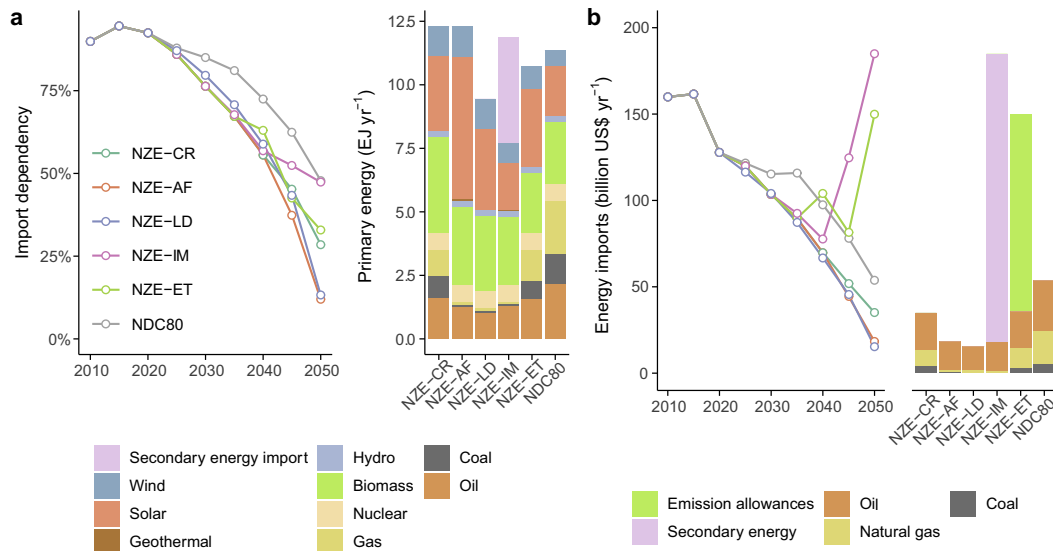 a
Import dependency
75%
50%
25%
0%
2010
2020
2030
2040
2050
NZE−CR
NZE−AF
NZE−LD
NZE−IM
NZE−ET
NDC80
Primary energy (EJ yr⁻¹)
12.5
10.0
7.5
5.0
2.5
0.0
NZE−CR
NZE−AF
NZE−LD
NZE−IM
NZE−ET
NDC80
Secondary energy import
Wind
Solar
Geothermal
Hydro
Biomass
Nuclear
Gas
Coal
Oil
b
Energy imports (billion US$ yr⁻¹)
150
100
50
0
2010
2020
2030
2040
2050
NZE−CR
NZE−AF
NZE−LD
NZE−IM
NZE−ET
NDC80
Emission allowances
Secondary energy
Oil
Natural gas
Coal